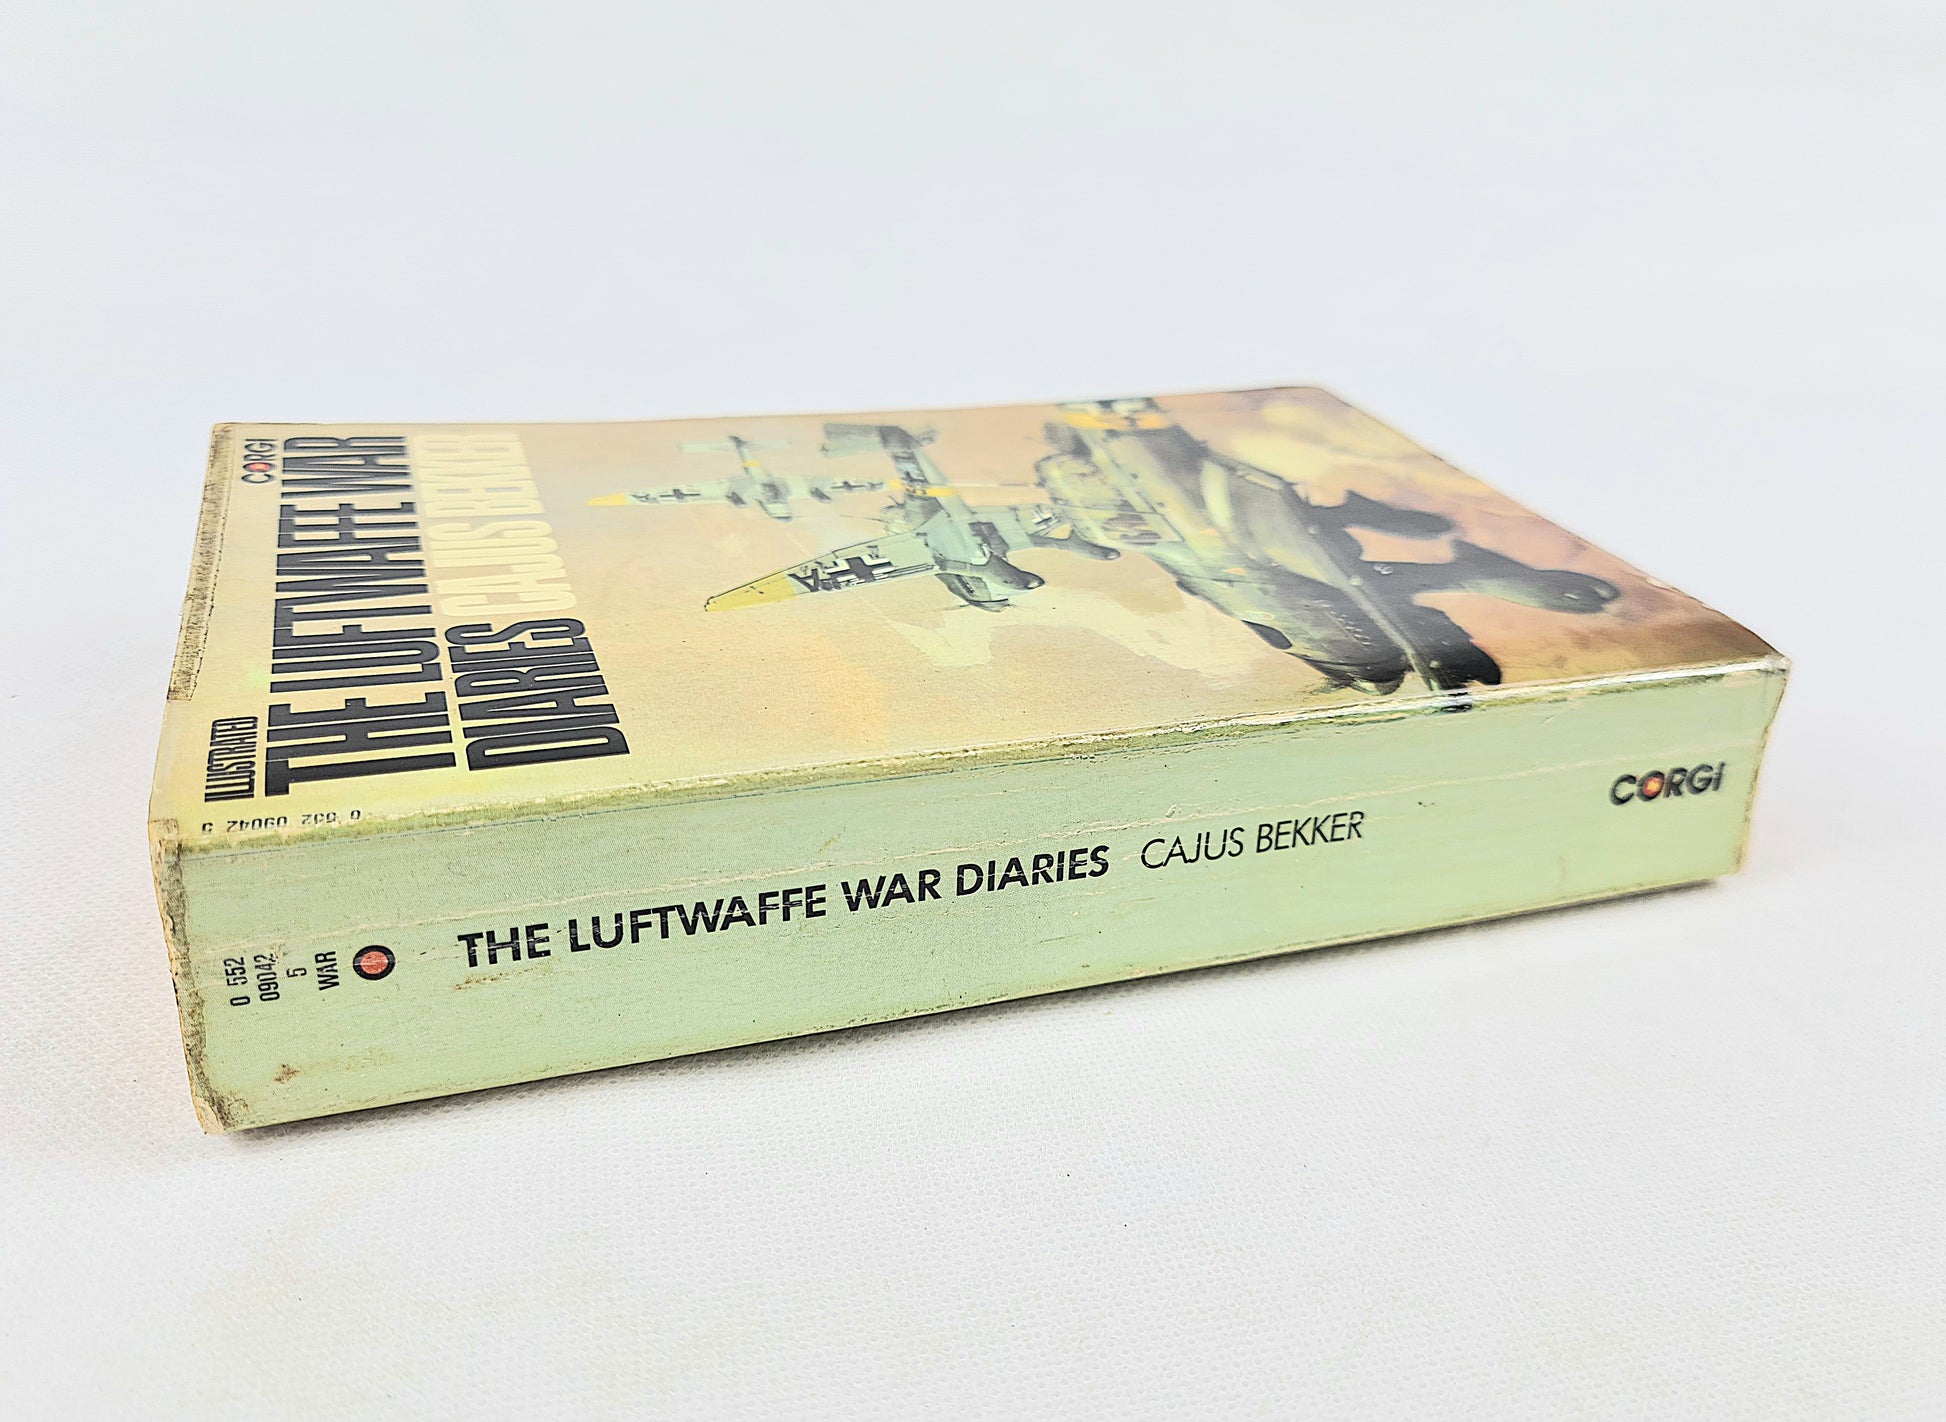 CORGI
ILLUSTRATED
THE LUFTWAFFE WAR
DIARIES CAJUS BEKKER
0 552 09042 5
0 552
09042
5
WAR
THE LUFTWAFFE WAR DIARIES CAJUS BEKKER
CORGI